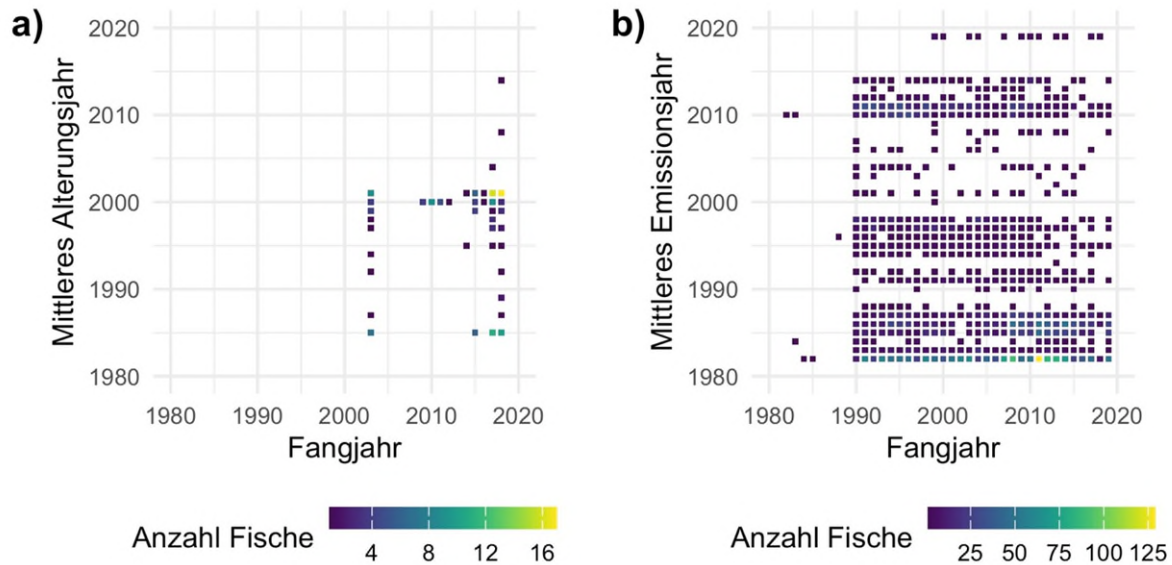 a)
Mittleres Alterungsjahr
2020
2010
2000
1990
1980
1980 1990 2000 2010 2020
Fangjahr
Anzahl Fische
4 8 12 16
b)
Mittleres Emissionsjahr
2020
2010
2000
1990
1980
1980 1990 2000 2010 2020
Fangjahr
Anzahl Fische
25 50 75 100 125